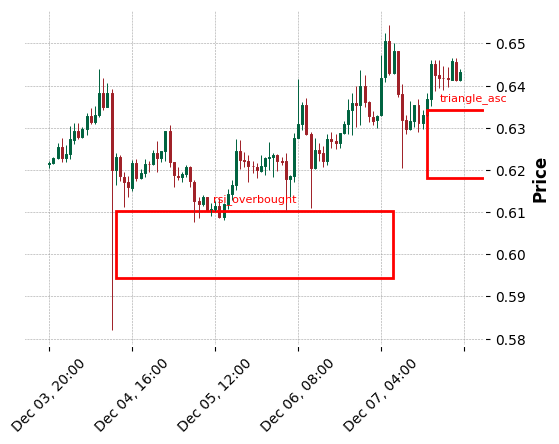 0.65
0.64
triangle_asc
0.63
0.62
Price
rsi_overbought
0.61
0.60
0.59
0.58
Dec 03, 20:00
Dec 04, 16:00
Dec 05, 12:00
Dec 06, 08:00
Dec 07, 04:00